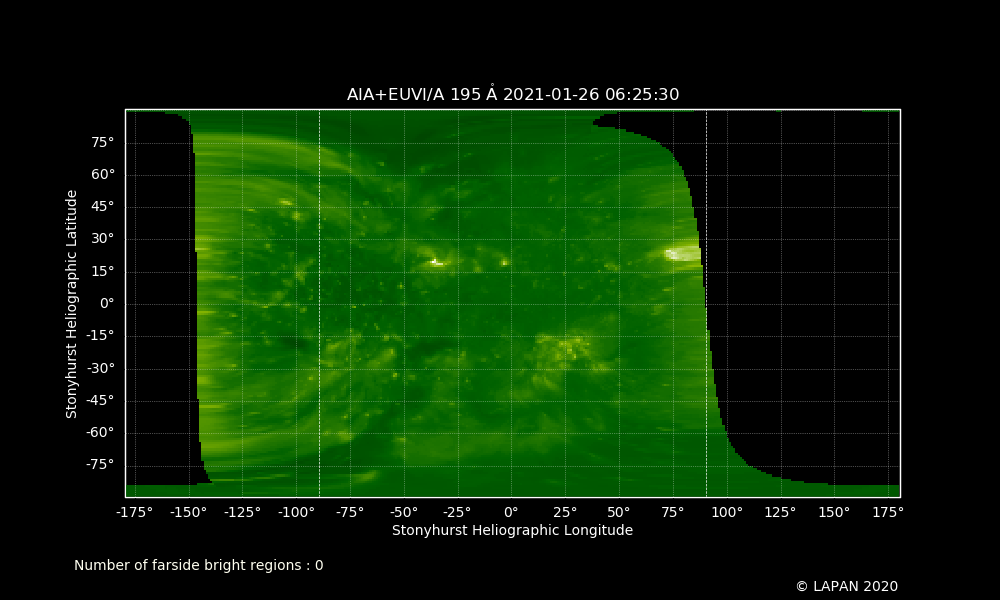 AIA+EUVI/A 195 Å 2021-01-26 06:25:30
75°
60°
45°
30°
15°
0°
-15°
-30°
-45°
-60°
-75°
Stonyhurst Heliographic Latitude
-175° -150° -125° -100° -75° -50° -25° 0° 25° 50° 75° 100° 125° 150° 175°
Stonyhurst Heliographic Longitude
Number of farside bright regions : 0
© LAPAN 2020